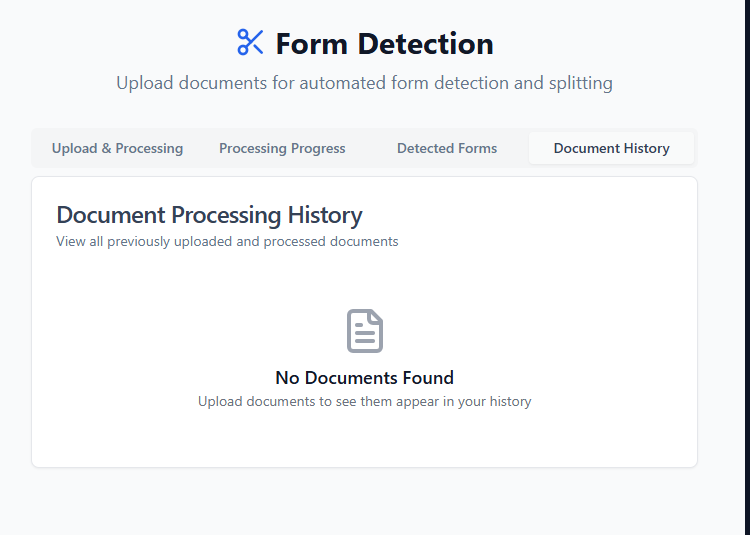 Form Detection
Upload documents for automated form detection and splitting
Upload & Processing
Processing Progress
Detected Forms
Document History
Document Processing History
View all previously uploaded and processed documents
No Documents Found
Upload documents to see them appear in your history